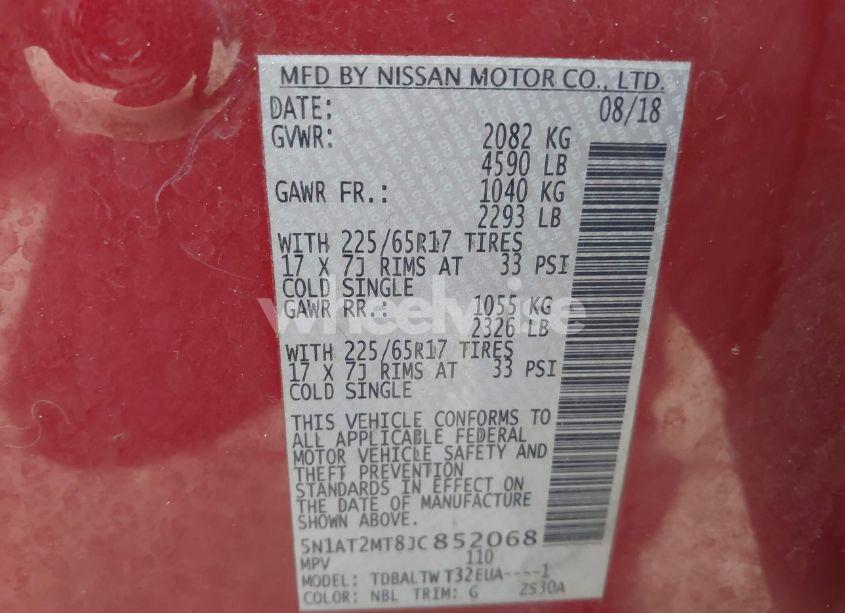 MFD BY NISSAN MOTOR CO., LTD.
DATE: 08/18
GVWR: 2082 KG
4590 LB
GAWR FR.: 1040 KG
2293 LB
WITH 225/65R17 TIRES
17 X 7J RIMS AT 33 PSI
COLD SINGLE
GAWR RR.: 1055 KG
2326 LB
WITH 225/65R17 TIRES
17 X 7J RIMS AT 33 PSI
COLD SINGLE
THIS VEHICLE CONFORMS TO
ALL APPLICABLE FEDERAL
MOTOR VEHICLE SAFETY AND
THEFT PREVENTION
STANDARDS IN EFFECT ON
THE DATE OF MANUFACTURE
SHOWN ABOVE.
5N1AT2MT8JC852068
MPV 110
MODEL: TDBALTW T32EUA----1
COLOR: NBL TRIM: G ZS30A
wheelwise